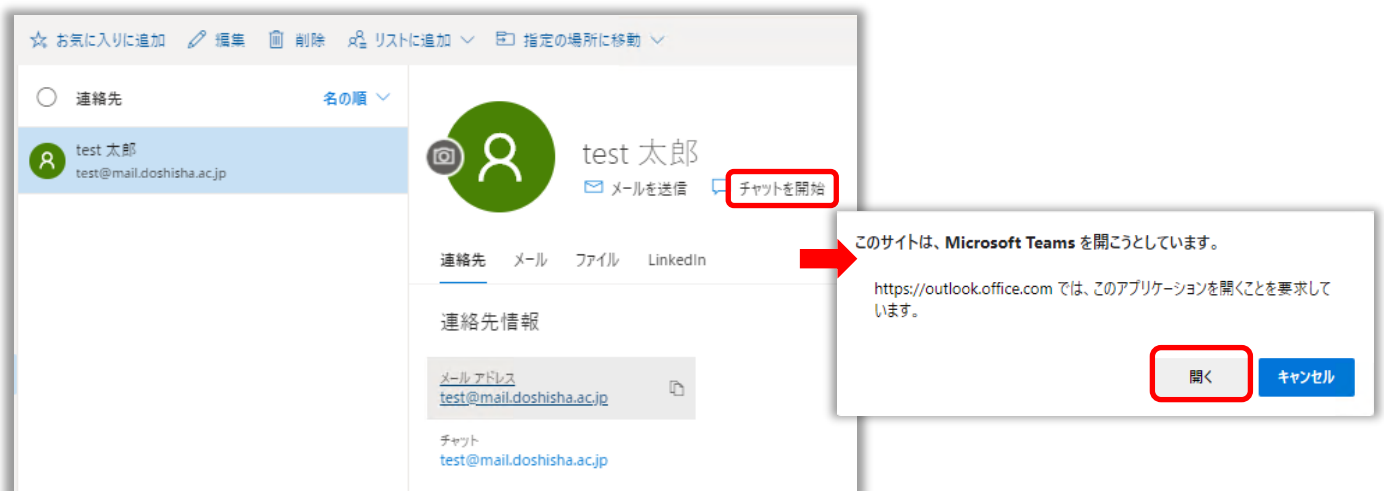 お気に入りに追加 編集 削除 リストに追加 指定の場所に移動
連絡先 名の順
test 太郎
test@mail.doshisha.ac.jp
test 太郎
メールを送信 チャットを開始
連絡先 メール ファイル LinkedIn
連絡先情報
メール アドレス
test@mail.doshisha.ac.jp
チャット
test@mail.doshisha.ac.jp
このサイトは、Microsoft Teams を開こうとしています。
https://outlook.office.com では、このアプリケーションを開くことを要求して
います。
開く キャンセル